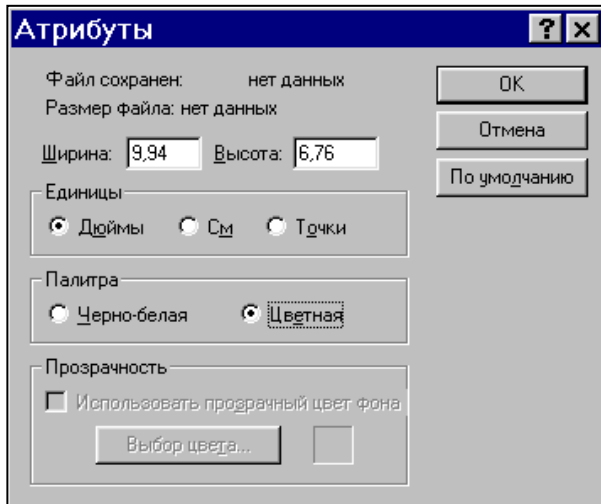 Атрибуты
Файл сохранен: нет данных
Размер файла: нет данных
Ширина: 9,94 Высота: 6,76
Единицы
Дюймы См Точки
Палитра
Черно-белая Цветная
Прозрачность
Использовать прозрачный цвет фона
Выбор цвета...
OK
Отмена
По умолчанию